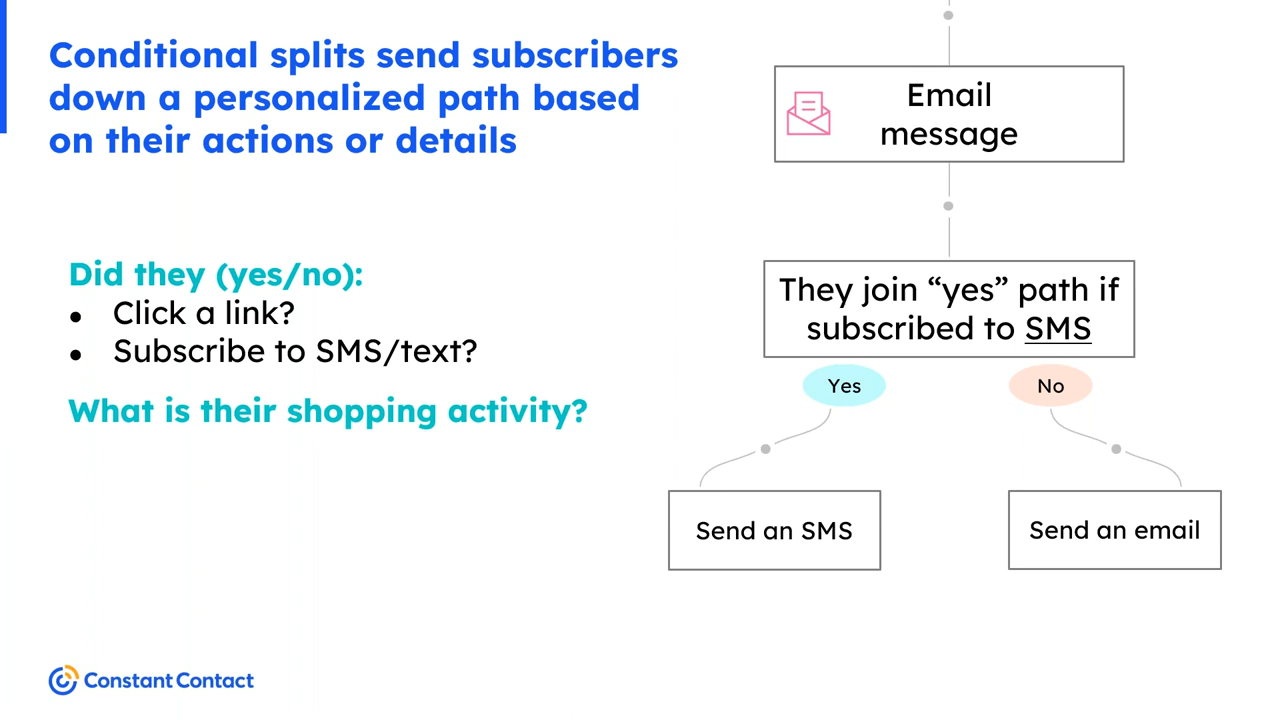 Conditional splits send subscribers
down a personalized path based
on their actions or details
Did they (yes/no):
• Click a link?
• Subscribe to SMS/text?
What is their shopping activity?
Email
message
They join “yes” path if
subscribed to SMS
Yes
No
Send an SMS
Send an email
Constant Contact